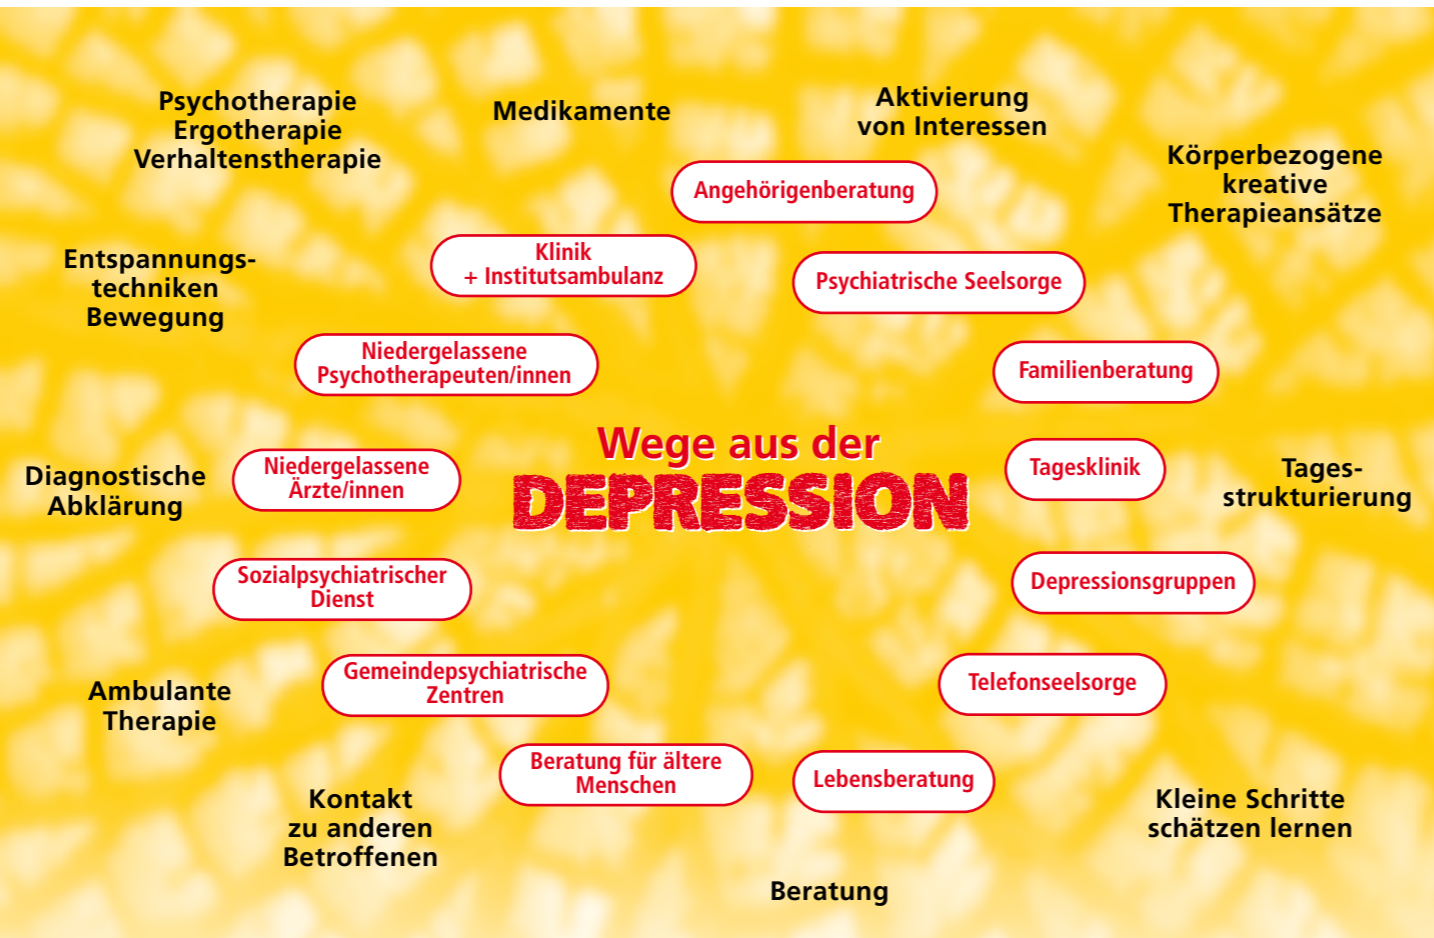 Psychotherapie
Ergotherapie
Verhaltenstherapie
Medikamente
Aktivierung
von Interessen
Körperbezogene
kreative
Therapieansätze
Angehörigenberatung
Klinik
+ Institutsambulanz
Psychiatrische Seelsorge
Entspannungs-
techniken
Bewegung
Niedergelassene
Psychotherapeuten/innen
Familienberatung
Wege aus der
DEPRESSION
Diagnostische
Abklärung
Niedergelassene
Ärzte/innen
Tagesklinik
Tages-
strukturierung
Sozialpsychiatrischer
Dienst
Depressionsgruppen
Gemeindepsychiatrische
Zentren
Telefonseelsorge
Ambulante
Therapie
Beratung für ältere
Menschen
Lebensberatung
Kontakt
zu anderen
Betroffenen
Kleine Schritte
schätzen lernen
Beratung